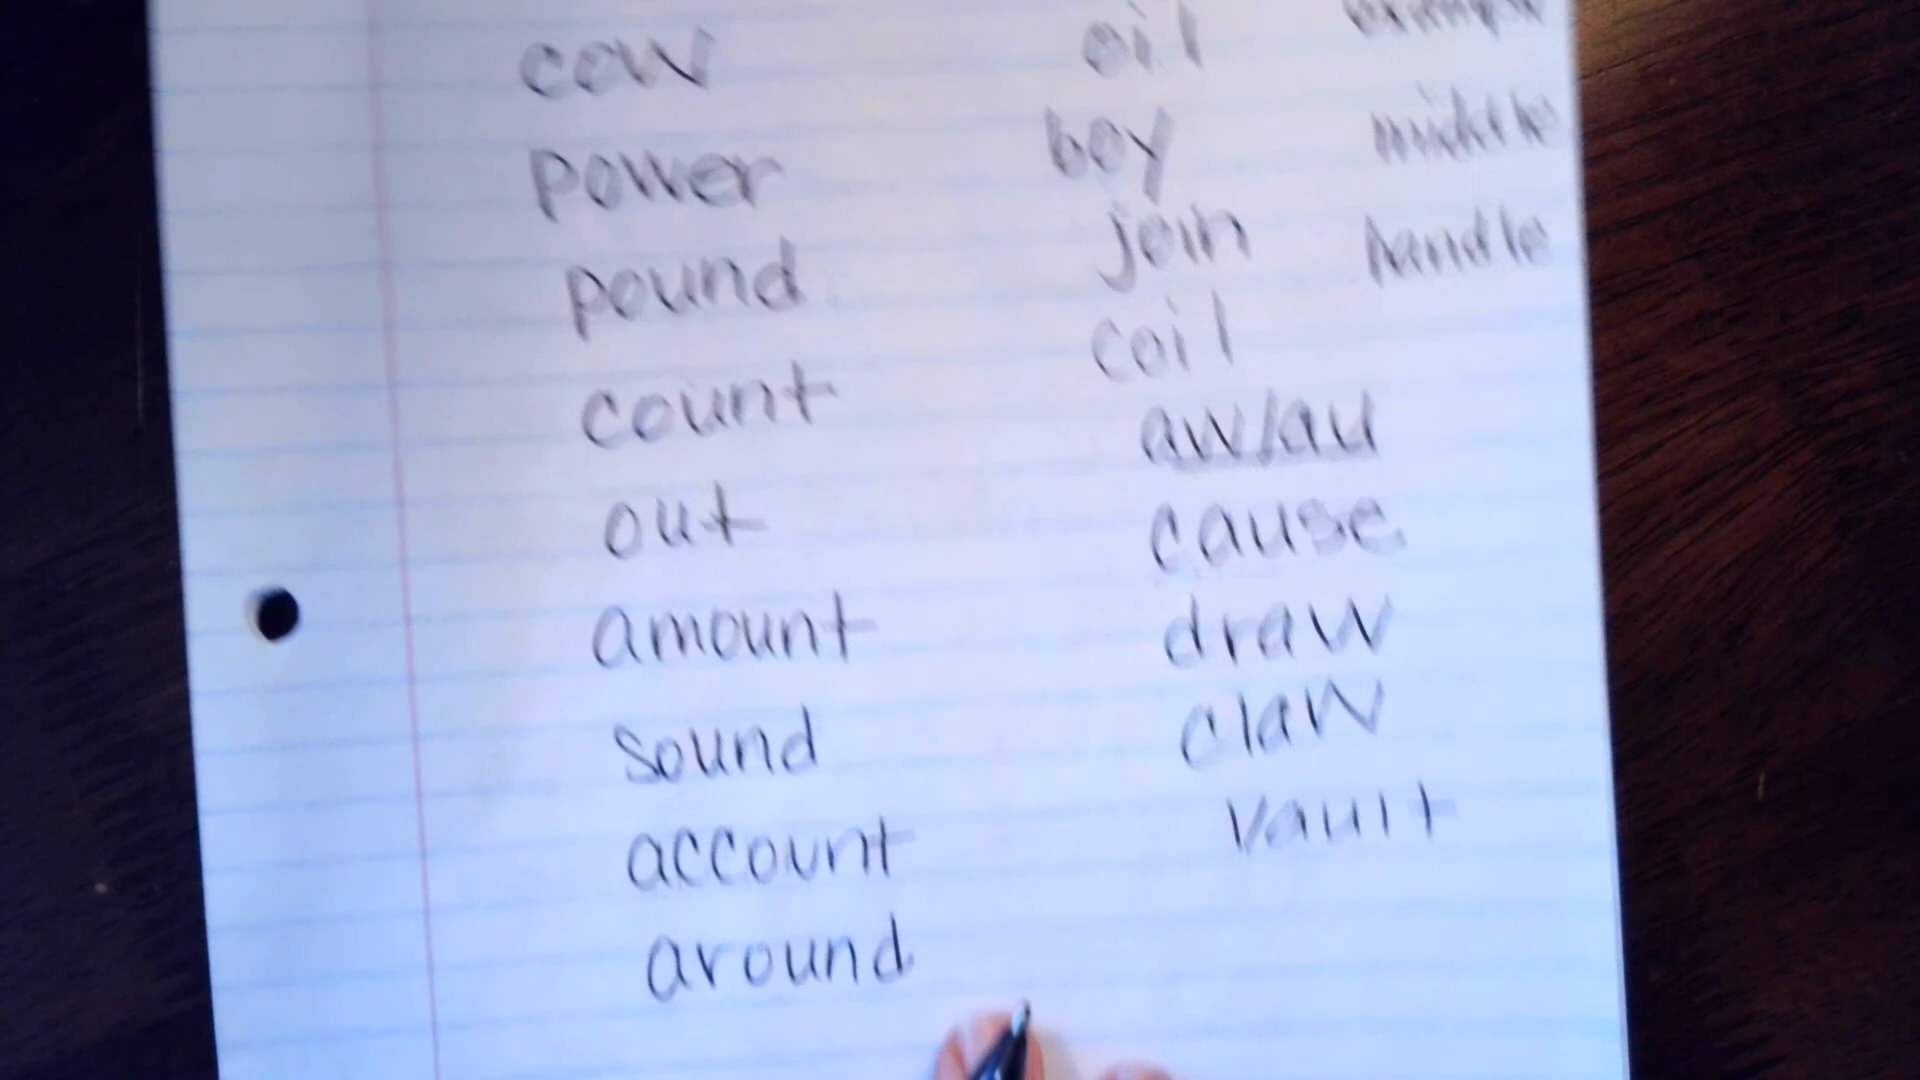 cow
power
pound
count
out
amount
sound
account
around
oil
boy
join
coil
aw/au
cause
draw
claw
vault
example
middle
handle